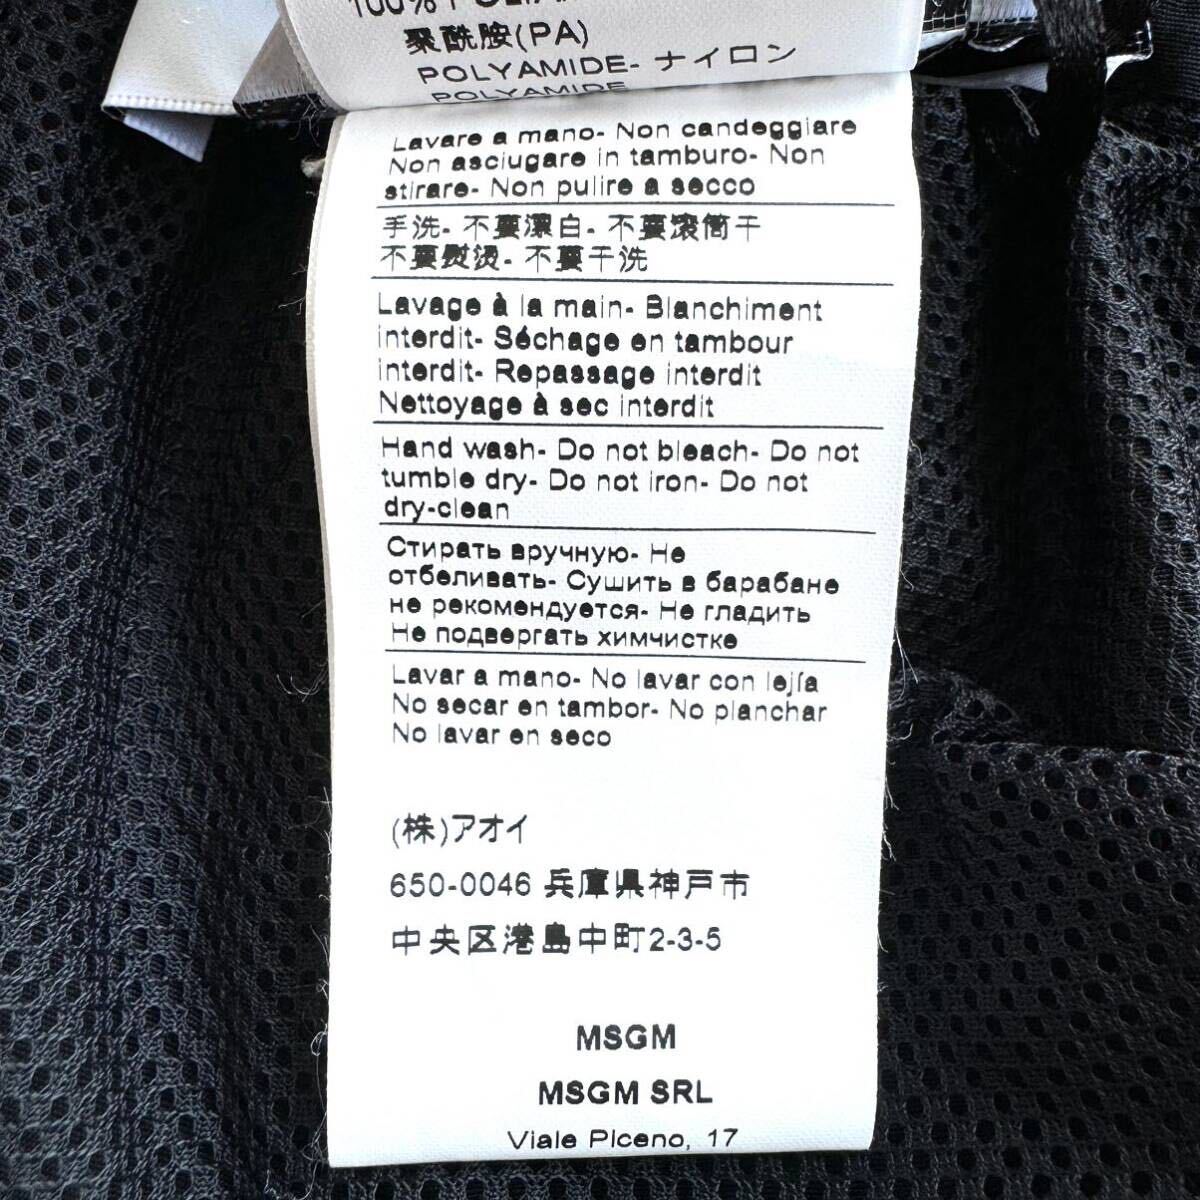 100%
聚酰胺(PA)
POLYAMIDE- ナイロン
POLYAMIDE
Lavare a mano- Non candeggiare
Non asciugare in tamburo- Non
stirare- Non pulire a secco
手洗- 不要漂白- 不要滚筒干
不要熨烫- 不要干洗
Lavage à la main- Blanchiment
interdit- Séchage en tambour
interdit- Repassage interdit
Nettoyage à sec interdit
Hand wash- Do not bleach- Do not
tumble dry- Do not iron- Do not
dry-clean
Стирать вручную- Не
отбеливать- Сушить в барабане
не рекомендуется- Не гладить
Не подвергать химчистке
Lavar a mano- No lavar con lejía
No secar en tambor- No planchar
No lavar en seco
(株)アオイ
650-0046 兵庫県神戸市
中央区港島中町2-3-5
MSGM
MSGM SRL
Viale Piceno, 17